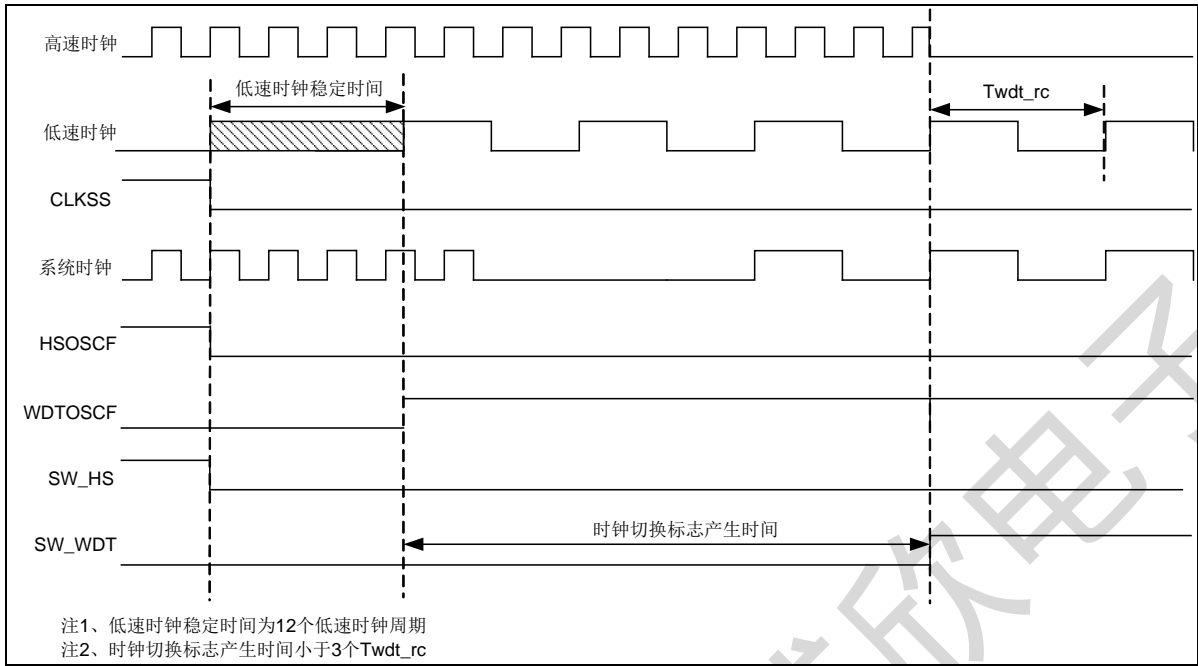 高速时钟
低速时钟稳定时间
Twdt_rc
低速时钟
CLKSS
系统时钟
HSOSCF
WDTOSCF
SW_HS
时钟切换标志产生时间
SW_WDT
注1、低速时钟稳定时间为12个低速时钟周期
注2、时钟切换标志产生时间小于3个Twdt_rc
欣电子